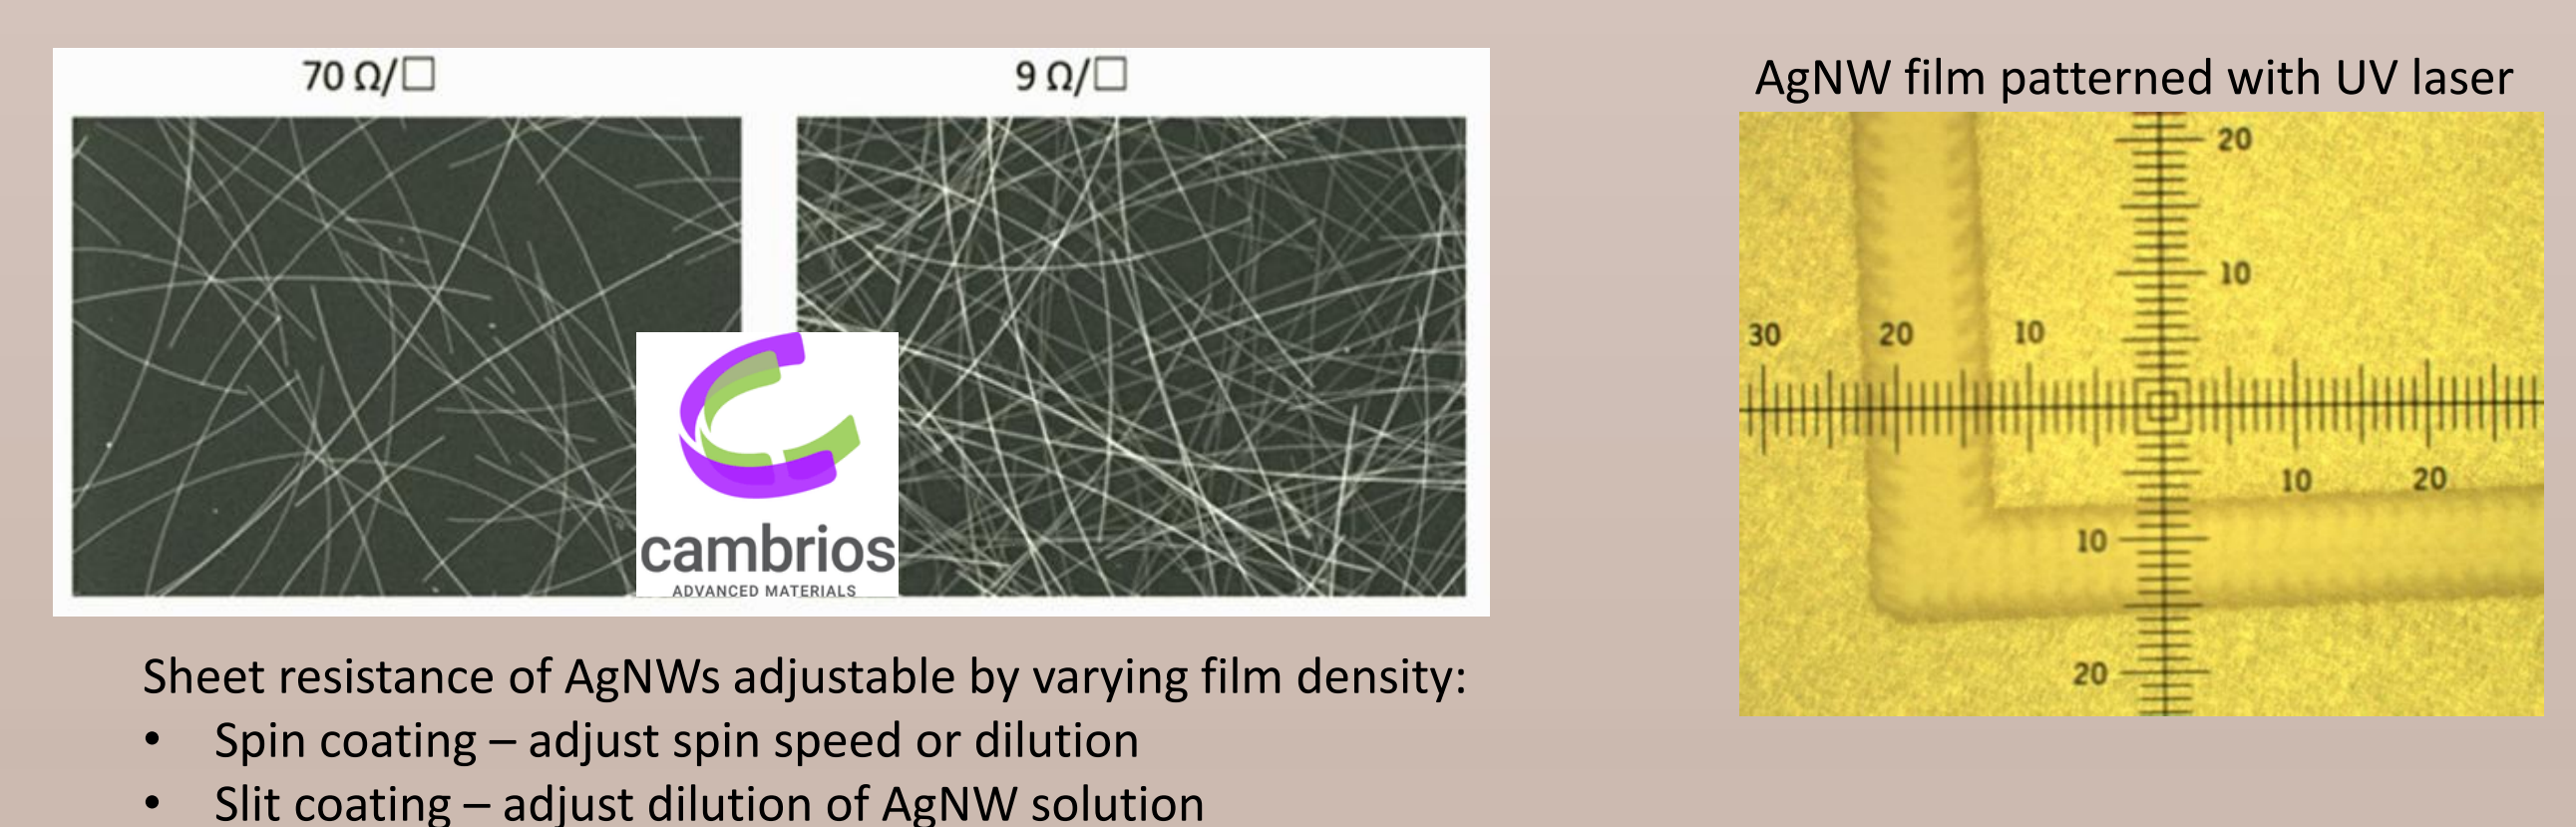 70 Ω/□
9 Ω/□
cambrios
ADVANCED MATERIALS
Sheet resistance of AgNWs adjustable by varying film density:
• Spin coating – adjust spin speed or dilution
• Slit coating – adjust dilution of AgNW solution
AgNW film patterned with UV laser
20
10
30 20 10
10 20
10
20